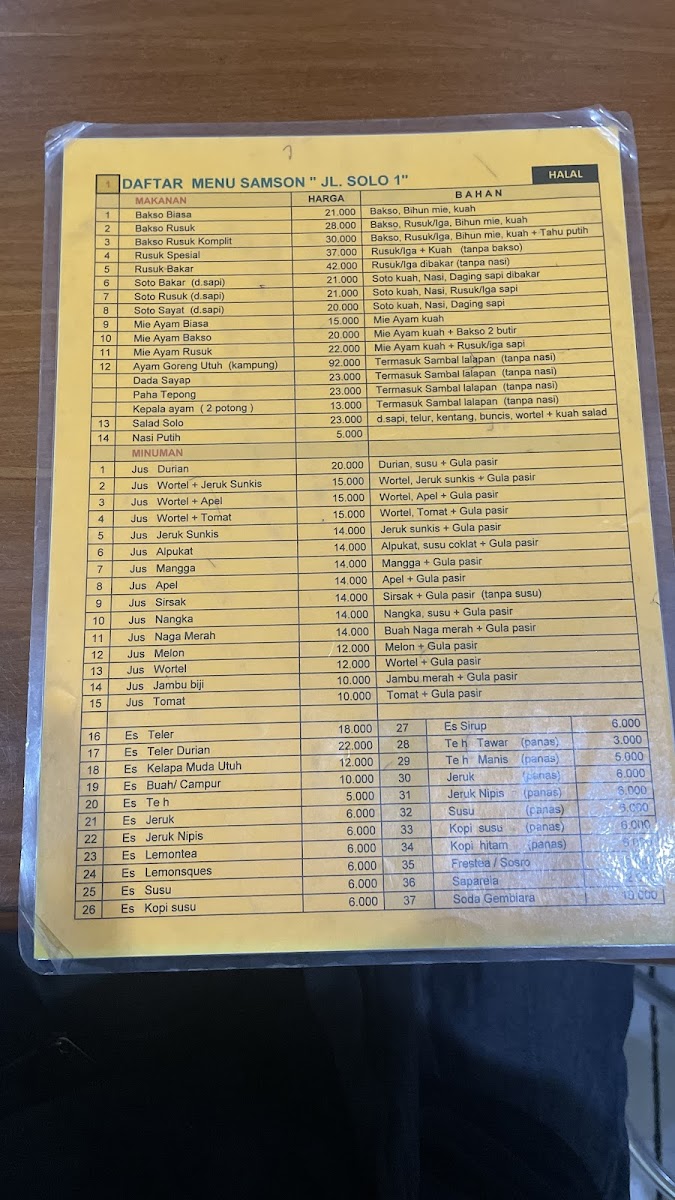 1 DAFTAR MENU SAMSON " JL. SOLO 1" HALAL
MAKANAN HARGA BAHAN
1 Bakso Biasa 21.000 Bakso, Bihun mie, kuah
2 Bakso Rusuk 28.000 Bakso, Rusuk/Iga, Bihun mie, kuah
3 Bakso Rusuk Komplit 30.000 Bakso, Rusuk/Iga, Bihun mie, kuah + Tahu putih
4 Rusuk Spesial 37.000 Rusuk/Iga + Kuah (tanpa bakso)
5 Rusuk Bakar 42.000 Rusuk/Iga dibakar (tanpa nasi)
6 Soto Bakar (d.sapi) 21.000 Soto kuah, Nasi, Daging sapi dibakar
7 Soto Rusuk (d.sapi) 21.000 Soto kuah, Nasi, Rusuk/Iga sapi
8 Soto Sayat (d.sapi) 20.000 Soto kuah, Nasi, Daging sapi
9 Mie Ayam Biasa 15.000 Mie Ayam kuah
10 Mie Ayam Bakso 20.000 Mie Ayam kuah + Bakso 2 butir
11 Mie Ayam Rusuk 22.000 Mie Ayam kuah + Rusuk/Iga sapi
12 Ayam Goreng Utuh (kampung) 92.000 Termasuk Sambal lalapan (tanpa nasi)
Dada Sayap 23.000 Termasuk Sambal lalapan (tanpa nasi)
Paha Tepong 23.000 Termasuk Sambal lalapan (tanpa nasi)
Kepala ayam ( 2 potong ) 13.000 Termasuk Sambal lalapan (tanpa nasi)
13 Salad Solo 23.000 d.sapi, telur, kentang, buncis, wortel + kuah salad
14 Nasi Putih 5.000
MINUMAN
1 Jus Durian 20.000 Durian, susu + Gula pasir
2 Jus Wortel + Jeruk Sunkis 15.000 Wortel, Jeruk sunkis + Gula pasir
3 Jus Wortel + Apel 15.000 Wortel, Apel + Gula pasir
4 Jus Wortel + Tomat 15.000 Wortel, Tomat + Gula pasir
5 Jus Jeruk Sunkis 14.000 Jeruk sunkis + Gula pasir
6 Jus Alpukat 14.000 Alpukat, susu coklat + Gula pasir
7 Jus Mangga 14.000 Mangga + Gula pasir
8 Jus Apel 14.000 Apel + Gula pasir
9 Jus Sirsak 14.000 Sirsak + Gula pasir (tanpa susu)
10 Jus Nangka 14.000 Nangka, susu + Gula pasir
11 Jus Naga Merah 14.000 Buah Naga merah + Gula pasir
12 Jus Melon 12.000 Melon + Gula pasir
13 Jus Wortel 12.000 Wortel + Gula pasir
14 Jus Jambu biji 10.000 Jambu merah + Gula pasir
15 Jus Tomat 10.000 Tomat + Gula pasir
16 Es Teler 18.000 27 Es Sirup 6.000
17 Es Teler Durian 22.000 28 Te h Tawar (panas) 3.000
18 Es Kelapa Muda Utuh 12.000 29 Te h Manis (panas) 5.000
19 Es Buah/ Campur 10.000 30 Jeruk (panas) 6.000
20 Es Te h 5.000 31 Jeruk Nipis (panas) 6.000
21 Es Jeruk 6.000 32 Susu (panas) 6.000
22 Es Jeruk Nipis 6.000 33 Kopi susu (panas) 6.000
23 Es Lemontea 6.000 34 Kopi hitam (panas)
24 Es Lemonsques 6.000 35 Frestea / Sosro
25 Es Susu 6.000 36 Saparela
26 Es Kopi susu 6.000 37 Soda Gembiara 10.000